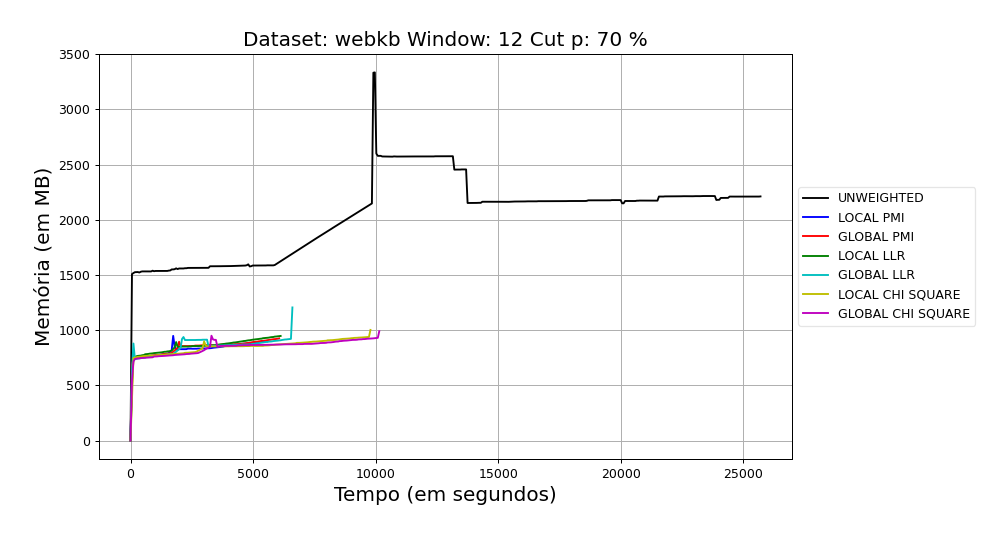 Dataset: webkb Window: 12 Cut p: 70 %
3500
3000
2500
2000
1500
1000
500
0
Memória (em MB)
0 5000 10000 15000 20000 25000
Tempo (em segundos)
UNWEIGHTED
LOCAL PMI
GLOBAL PMI
LOCAL LLR
GLOBAL LLR
LOCAL CHI SQUARE
GLOBAL CHI SQUARE